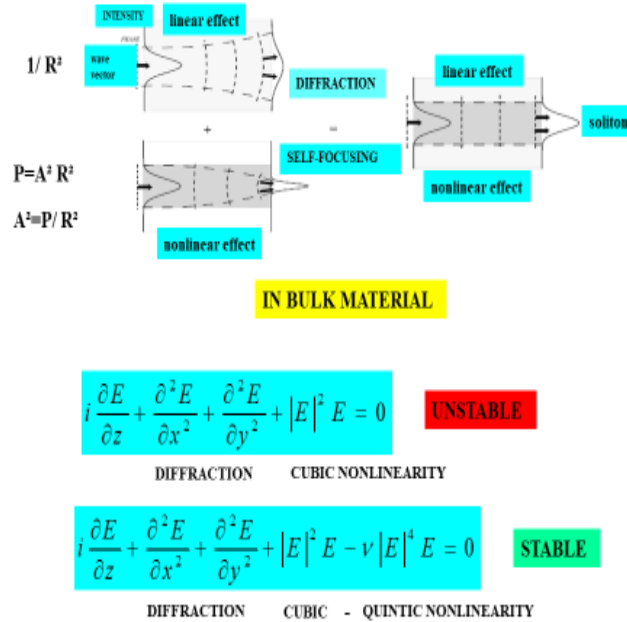 INTENSITY
linear effect
PHASE
wave
vector
1/ R²
DIFFRACTION
linear effect
+
=
soliton
SELF-FOCUSING
P=A² R²
nonlinear effect
A²=P/ R²
nonlinear effect
IN BULK MATERIAL
i ∂E/∂z + ∂²E/∂x² + ∂²E/∂y² + |E|² E = 0
UNSTABLE
DIFFRACTION CUBIC NONLINEARITY
i ∂E/∂z + ∂²E/∂x² + ∂²E/∂y² + |E|² E − ν|E|⁴ E = 0
STABLE
DIFFRACTION CUBIC - QUINTIC NONLINEARITY